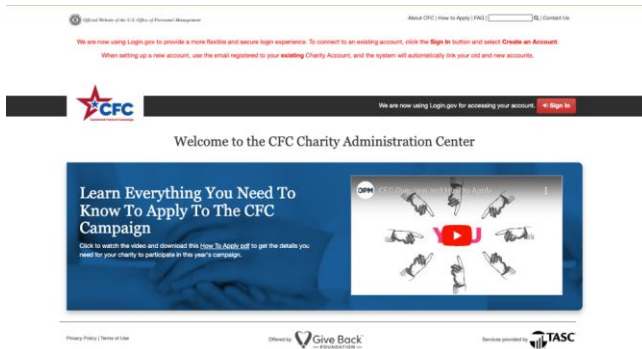 Official Website of the U.S. Office of Personnel Management
About CFC | How to Apply | FAQ | | Contact Us
We are now using Login.gov to provide a more flexible and secure login experience. To connect to an existing account, click the Sign In button and select Create an Account.
When setting up a new account, use the email registered to your existing Charity Account, and the system will automatically link your old and new accounts.
CFC
Combined Federal Campaign
We are now using Login.gov for accessing your account. Sign In
Welcome to the CFC Charity Administration Center
Learn Everything You Need To
Know To Apply To The CFC
Campaign
Click to watch the video and download this How To Apply pdf to get the details you
need for your charity to participate in this year's campaign.
OPM CFC Overview and How to Apply
Y U
Privacy Policy | Terms of Use
Offered by Give Back
FOUNDATION
Services provided by TASC